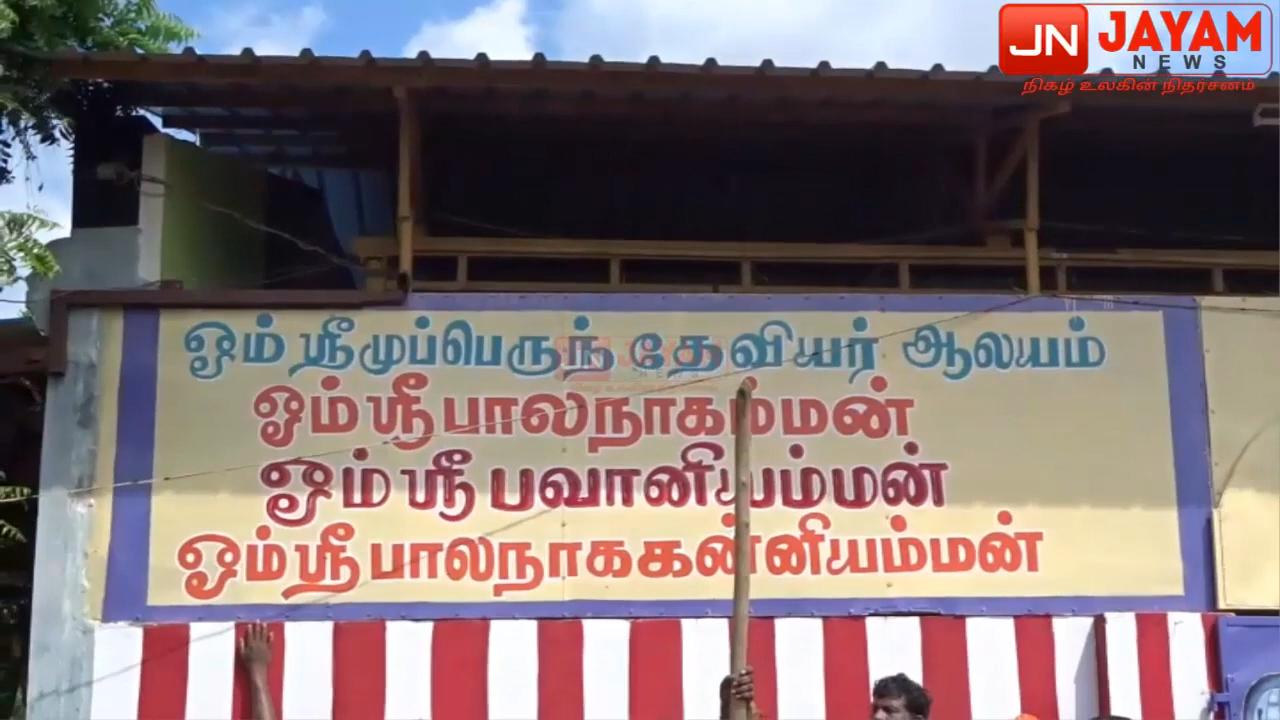 JN JAYAM
NEWS
நிகழ் உலகின் நிதர்சனம்
ஓம் ஸ்ரீமுப்பெருந் தேவியர் ஆலயம்
ஓம் ஸ்ரீ பாலநாகம்மன்
ஓம் ஸ்ரீ பவானியம்மன்
ஓம் ஸ்ரீ பாலநாககன்னியம்மன்